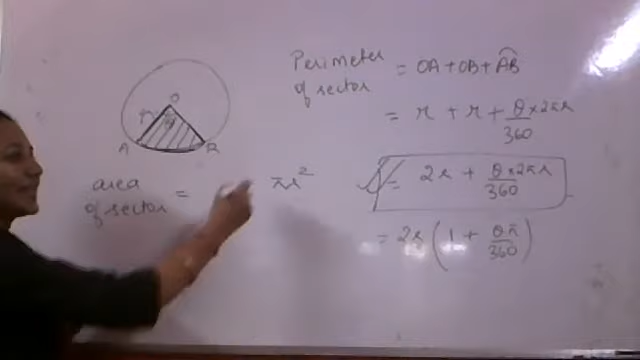 Perimeter of sector = OA + OB + AB
= r + r + θ/360 × 2πr
= 2r + θ/360 × 2πr
= 2r ( 1 + θπ/360 )
O
r
θ
A B
area of sector = πr²